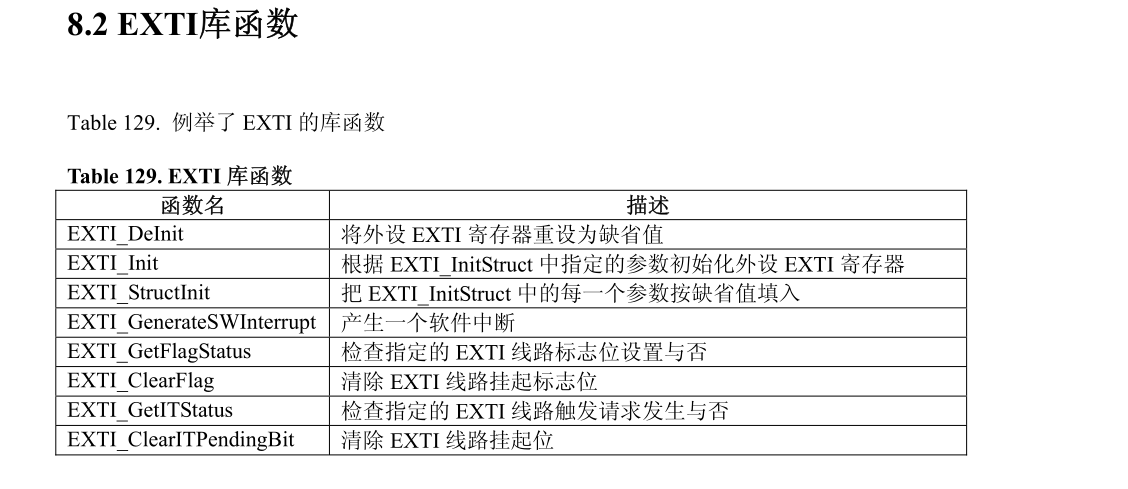 8.2 EXTI库函数
Table 129. 例举了 EXTI 的库函数
Table 129. EXTI 库函数
函数名 描述
EXTI_DeInit 将外设 EXTI 寄存器重设为缺省值
EXTI_Init 根据 EXTI_InitStruct 中指定的参数初始化外设 EXTI 寄存器
EXTI_StructInit 把 EXTI_InitStruct 中的每一个参数按缺省值填入
EXTI_GenerateSWInterrupt 产生一个软件中断
EXTI_GetFlagStatus 检查指定的 EXTI 线路标志位设置与否
EXTI_ClearFlag 清除 EXTI 线路挂起标志位
EXTI_GetITStatus 检查指定的 EXTI 线路触发请求发生与否
EXTI_ClearITPendingBit 清除 EXTI 线路挂起位